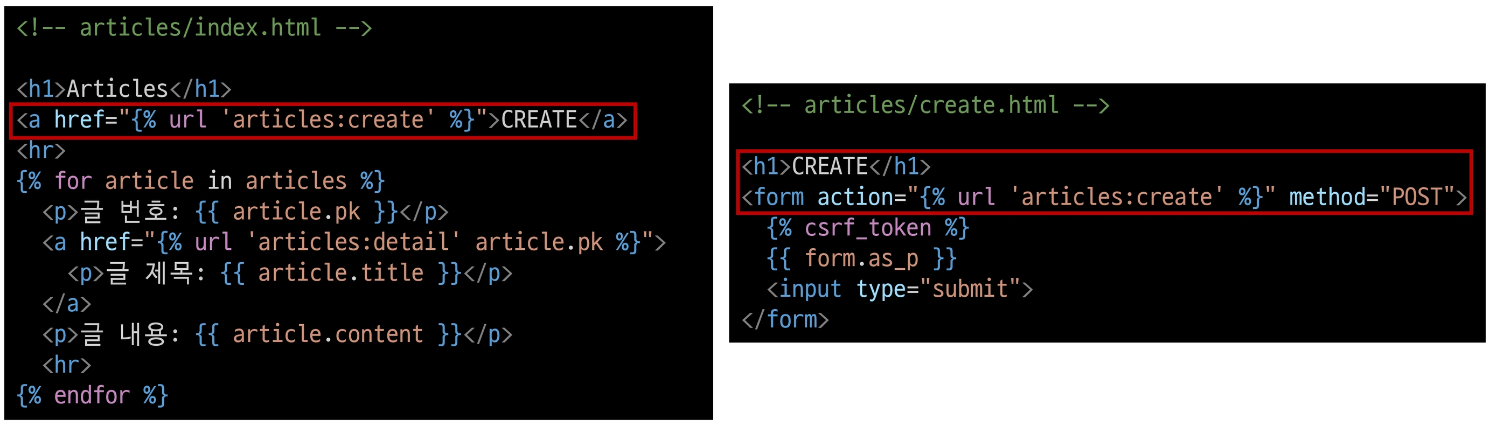 <!-- articles/index.html -->
<h1>Articles</h1>
<a href="{% url 'articles:create' %}">CREATE</a>
<hr>
{% for article in articles %}
<p>글 번호: {{ article.pk }}</p>
<a href="{% url 'articles:detail' article.pk %}">
<p>글 제목: {{ article.title }}</p>
</a>
<p>글 내용: {{ article.content }}</p>
<hr>
{% endfor %}
<!-- articles/create.html -->
<h1>CREATE</h1>
<form action="{% url 'articles:create' %}" method="POST">
{% csrf_token %}
{{ form.as_p }}
<input type="submit">
</form>